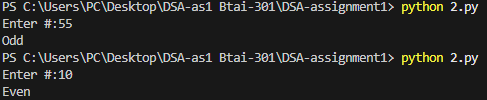 PS C:\Users\PC\Desktop\DSA-as1 Btai-301\DSA-assignment1> python 2.py
Enter #:55
Odd
PS C:\Users\PC\Desktop\DSA-as1 Btai-301\DSA-assignment1> python 2.py
Enter #:10
Even